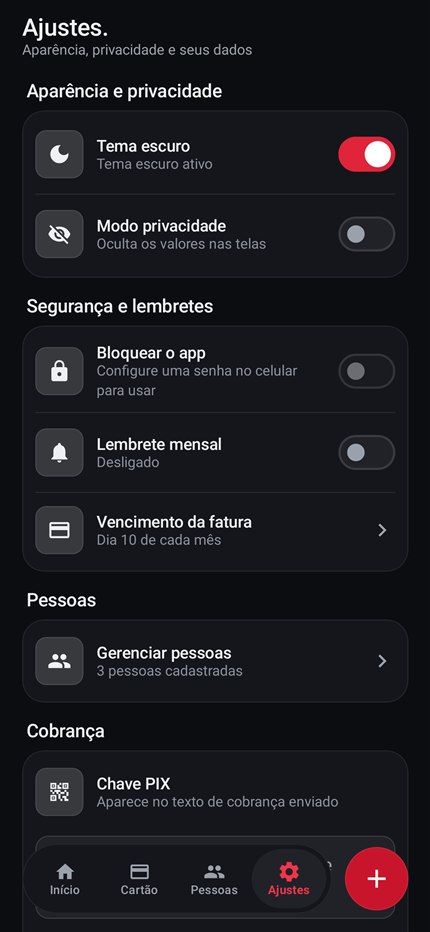 Ajustes.
Aparência, privacidade e seus dados
Aparência e privacidade
Tema escuro
Tema escuro ativo
Modo privacidade
Oculta os valores nas telas
Segurança e lembretes
Bloquear o app
Configure uma senha no celular
para usar
Lembrete mensal
Desligado
Vencimento da fatura
Dia 10 de cada mês
Pessoas
Gerenciar pessoas
3 pessoas cadastradas
Cobrança
Chave PIX
Aparece no texto de cobrança enviado
Início
Cartão
Pessoas
Ajustes